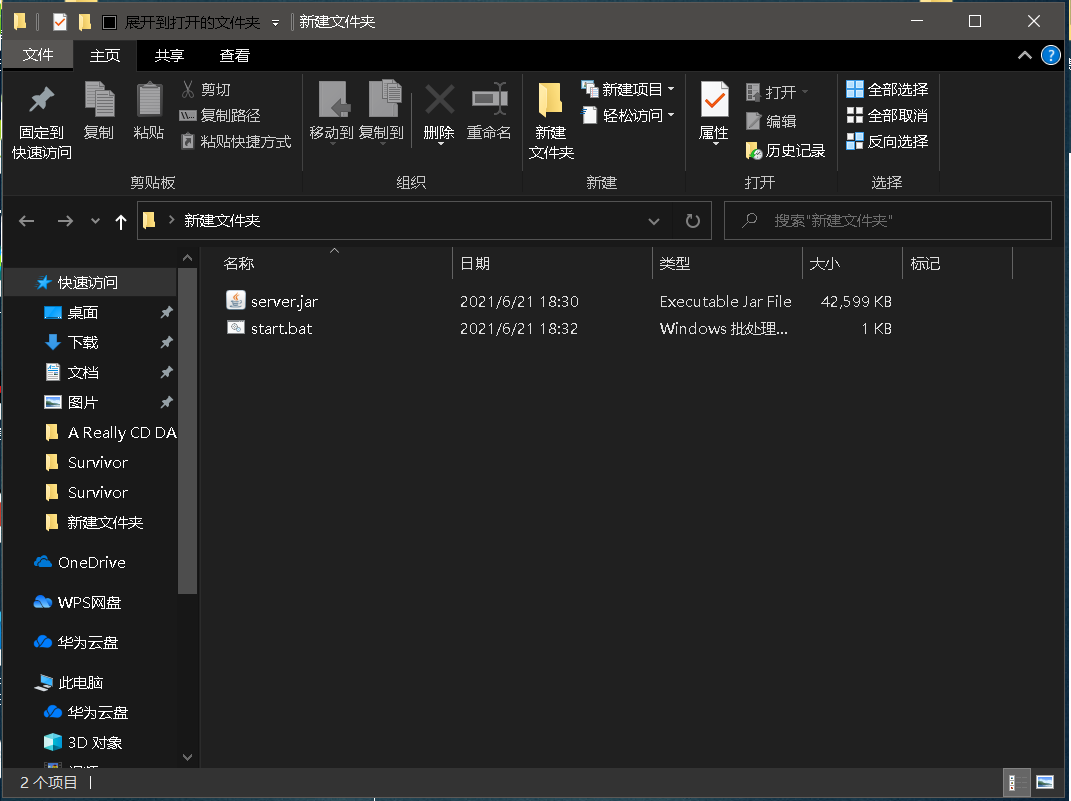 展开到打开的文件夹 新建文件夹
文件 主页 共享 查看
固定到快速访问 复制 粘贴 剪切
复制路径
粘贴快捷方式
移动到 复制到 删除 重命名
新建文件夹 新建项目
轻松访问
属性 打开
编辑
历史记录
全部选择
全部取消
反向选择
剪贴板 组织 新建 打开 选择
新建文件夹 搜索"新建文件夹"
名称 日期 类型 大小 标记
server.jar 2021/6/21 18:30 Executable Jar File 42,599 KB
start.bat 2021/6/21 18:32 Windows 批处理... 1 KB
快速访问
桌面
下载
文档
图片
A Really CD DA
Survivor
Survivor
新建文件夹
OneDrive
WPS网盘
华为云盘
此电脑
华为云盘
3D 对象
2 个项目